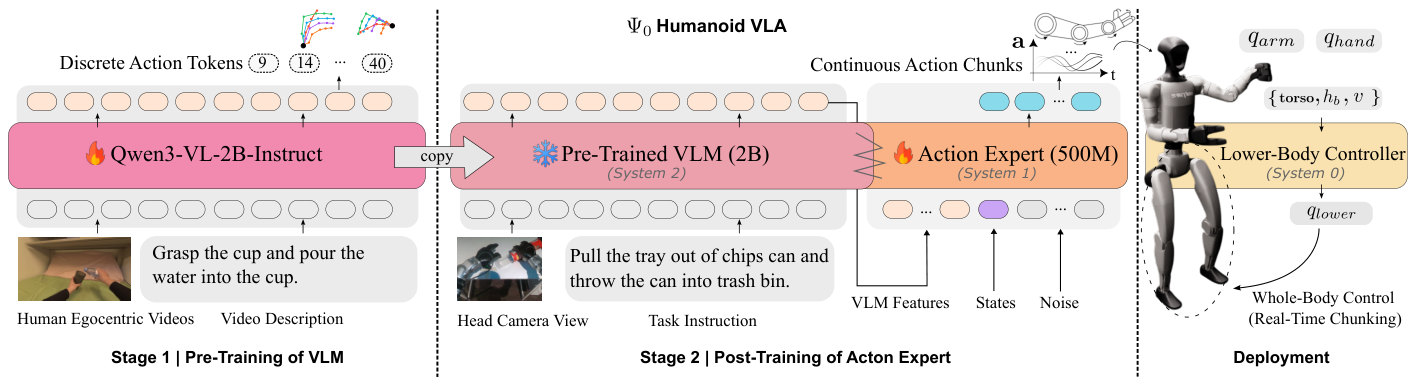 Ψ₀ Humanoid VLA
Discrete Action Tokens 9 14 ... 40
Qwen3-VL-2B-Instruct
Grasp the cup and pour the
water into the cup.
Human Egocentric Videos
Video Description
Stage 1 | Pre-Training of VLM
copy
Pre-Trained VLM (2B)
(System 2)
Pull the tray out of chips can and
throw the can into trash bin.
Head Camera View
Task Instruction
Continuous Action Chunks
a
...
t
...
Action Expert (500M)
(System 1)
... ...
VLM Features
States
Noise
Stage 2 | Post-Training of Acton Expert
q_arm
q_hand
{torso, h_b, v }
Lower-Body Controller
(System 0)
q_lower
Whole-Body Control
(Real-Time Chunking)
Deployment